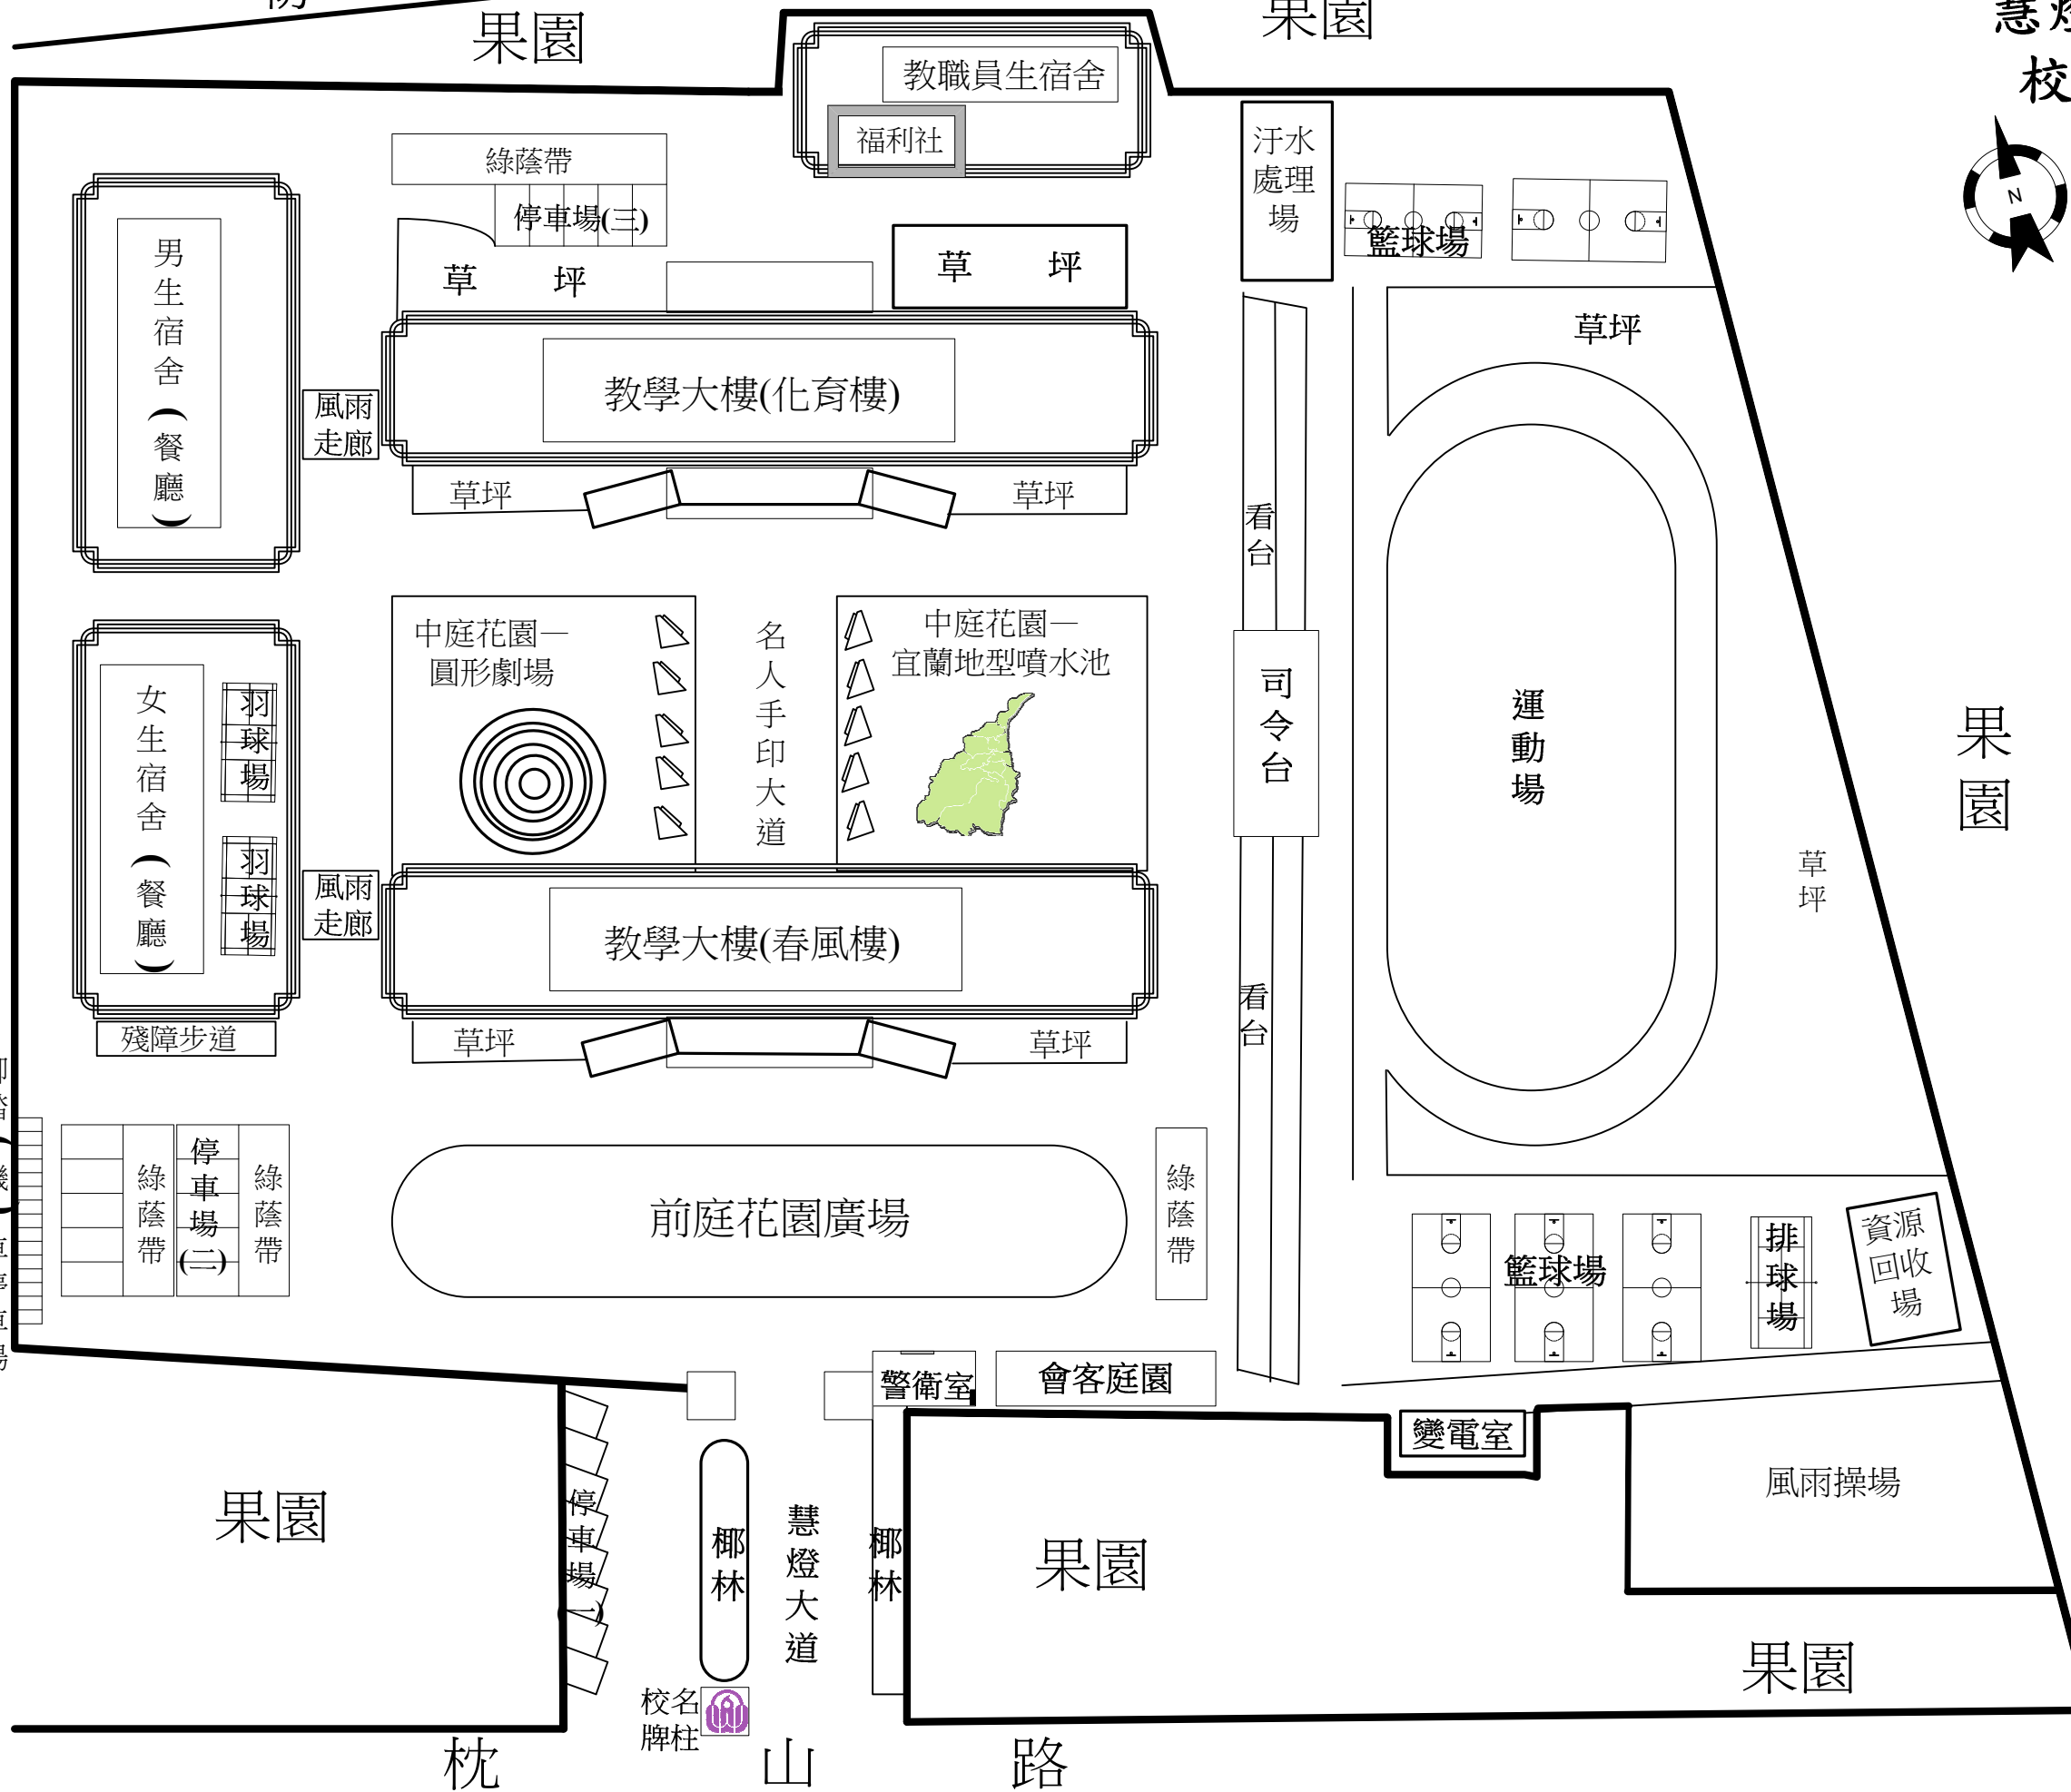 果園
果園
慧燈
校
教職員生宿舍
福利社
汙水
處理
場
綠蔭帶
停車場(三)
籃球場
草 坪
草 坪
草坪
男生宿舍(餐廳)
風雨
走廊
教學大樓(化育樓)
草坪
草坪
看台
中庭花園—
圓形劇場
名人手印大道
中庭花園—
宜蘭地型噴水池
司令台
運動場
果園
女生宿舍(餐廳)
羽球場
羽球場
風雨
走廊
教學大樓(春風樓)
草坪
看台
殘障步道
草坪
草坪
綠蔭帶
停車場(二)
綠蔭帶
前庭花園廣場
綠蔭帶
籃球場
排球場
資源
回收
場
警衛室
會客庭園
變電室
風雨操場
果園
停車場(一)
椰林
慧燈大道
椰林
果園
果園
校名
牌柱
枕 山 路